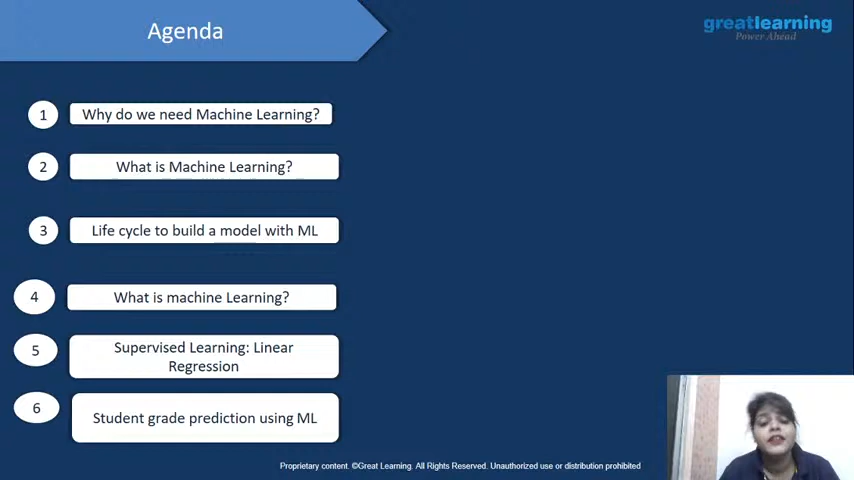 Agenda
greatlearning
Power Ahead
1
Why do we need Machine Learning?
2
What is Machine Learning?
3
Life cycle to build a model with ML
4
What is machine Learning?
5
Supervised Learning: Linear
Regression
6
Student grade prediction using ML
Proprietary content. ©Great Learning. All Rights Reserved. Unauthorized use or distribution prohibited